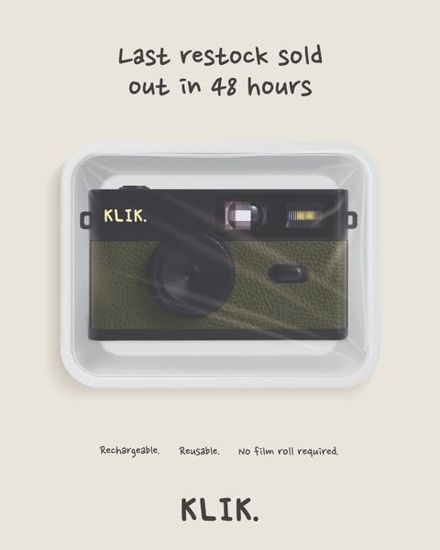 Last restock sold
out in 48 hours
KLIK.
Rechargeable. Reusable. No film roll required.
KLIK.